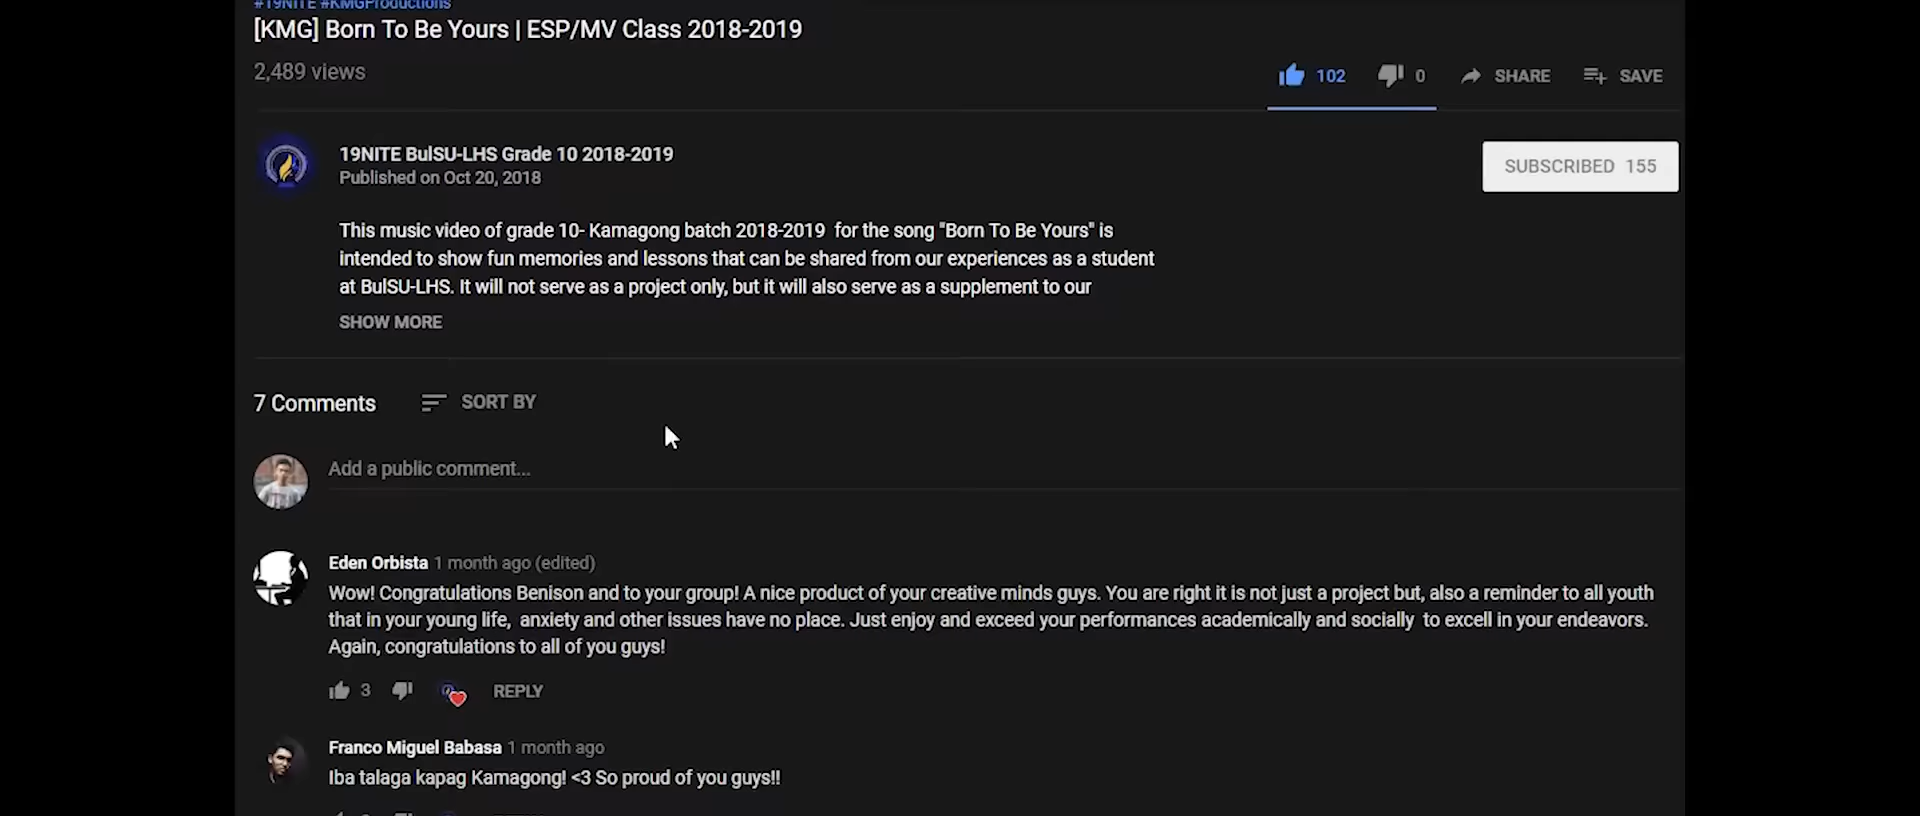 #19NITE #KMGProductions
[KMG] Born To Be Yours | ESP/MV Class 2018-2019
2,489 views
102
0
SHARE
SAVE
19NITE BulSU-LHS Grade 10 2018-2019
Published on Oct 20, 2018
SUBSCRIBED 155
This music video of grade 10- Kamagong batch 2018-2019 for the song "Born To Be Yours" is
intended to show fun memories and lessons that can be shared from our experiences as a student
at BulSU-LHS. It will not serve as a project only, but it will also serve as a supplement to our
SHOW MORE
7 Comments
SORT BY
Add a public comment...
Eden Orbista 1 month ago (edited)
Wow! Congratulations Benison and to your group! A nice product of your creative minds guys. You are right it is not just a project but, also a reminder to all youth
that in your young life, anxiety and other issues have no place. Just enjoy and exceed your performances academically and socially to excell in your endeavors.
Again, congratulations to all of you guys!
3
REPLY
Franco Miguel Babasa 1 month ago
Iba talaga kapag Kamagong! <3 So proud of you guys!!